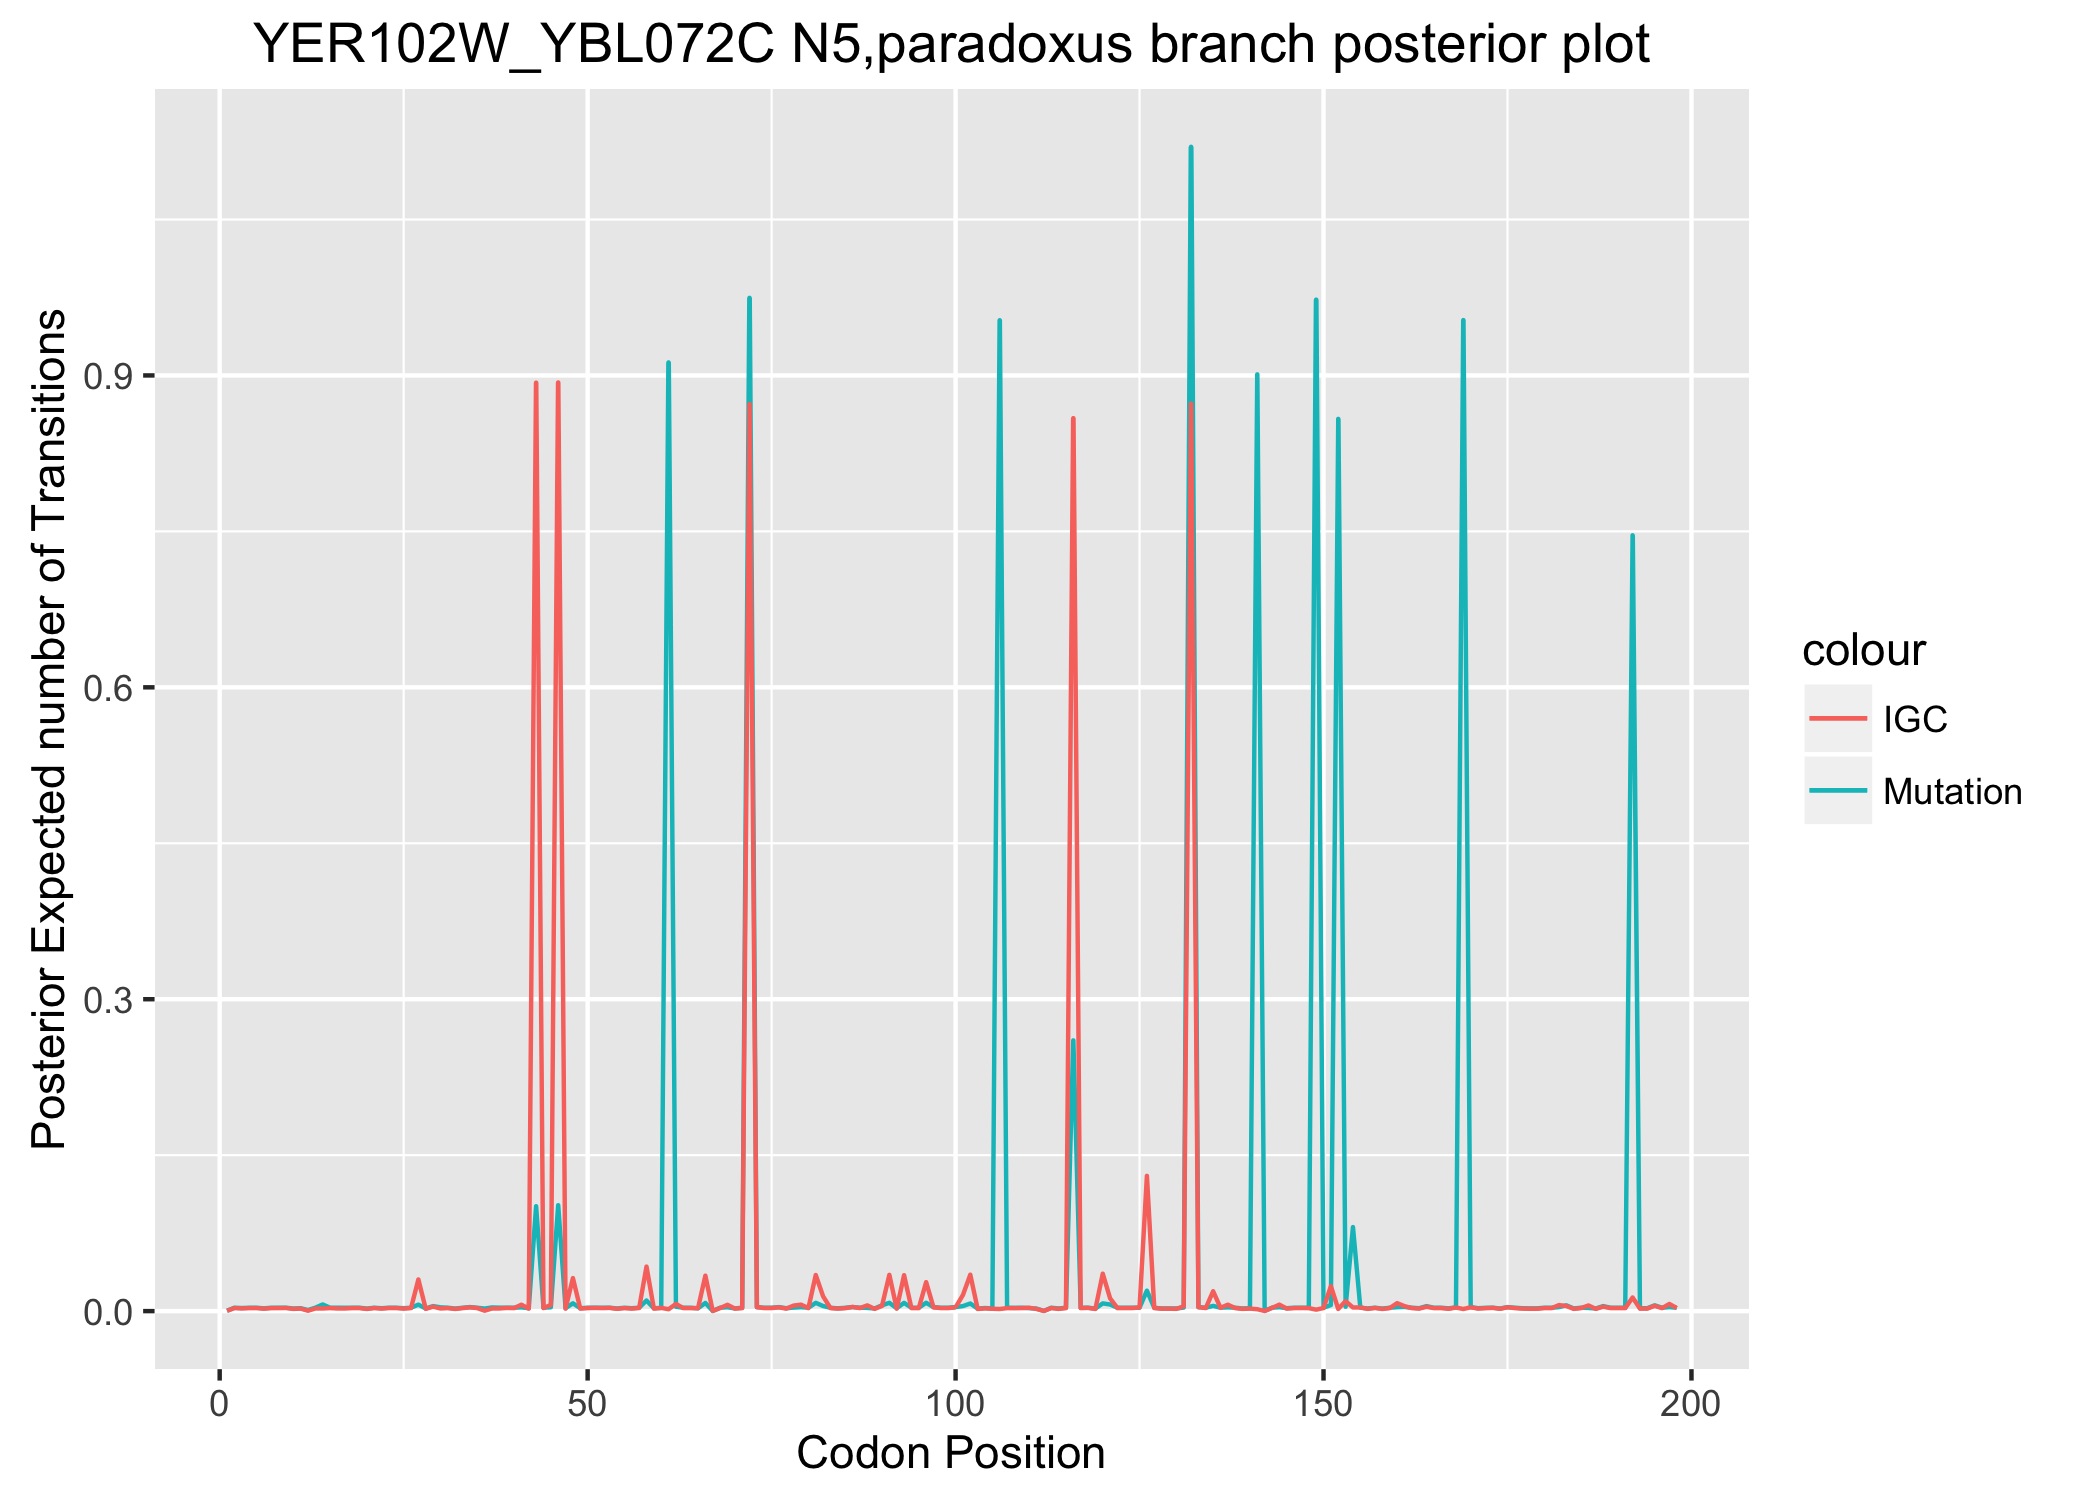 YER102W_YBL072C N5,paradoxus branch posterior plot
Posterior Expected number of Transitions
0.9
0.6
0.3
0.0
0
50
100
150
200
Codon Position
colour
IGC
Mutation